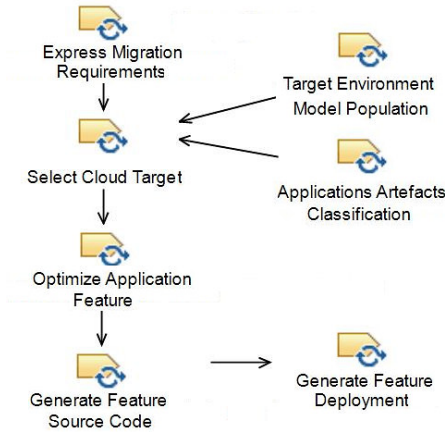 Express Migration
Requirements
Target Environment
Model Population
Select Cloud Target
Applications Artefacts
Classification
Optimize Application
Feature
Generate Feature
Source Code
Generate Feature
Deployment